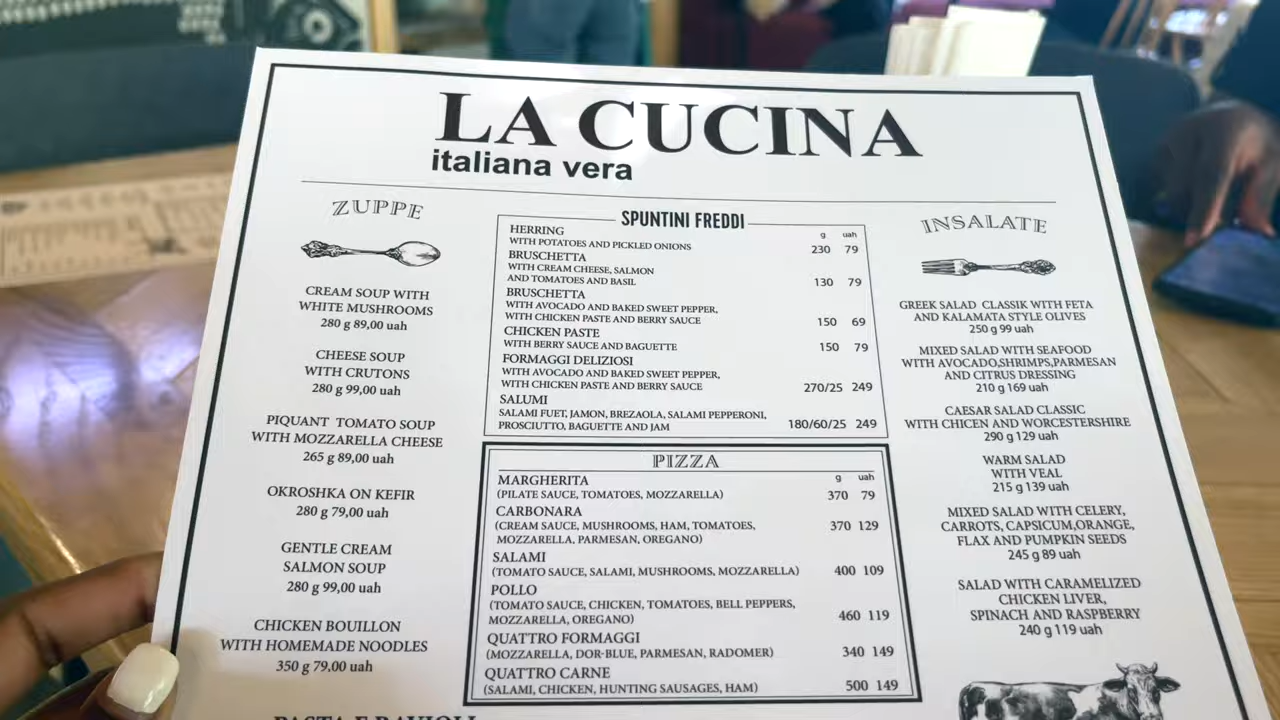 LA CUCINA
italiana vera
ZUPPE
CREAM SOUP WITH
WHITE MUSHROOMS
280 g 89,00 uah
CHEESE SOUP
WITH CRUTONS
280 g 99,00 uah
PIQUANT TOMATO SOUP
WITH MOZZARELLA CHEESE
265 g 89,00 uah
OKROSHKA ON KEFIR
280 g 79,00 uah
GENTLE CREAM
SALMON SOUP
280 g 99,00 uah
CHICKEN BOUILLON
WITH HOMEMADE NOODLES
350 g 79,00 uah
SPUNTINI FREDDI
g uah
HERRING
WITH POTATOES AND PICKLED ONIONS 230 79
BRUSCHETTA
WITH CREAM CHEESE, SALMON
AND TOMATOES AND BASIL 130 79
BRUSCHETTA
WITH AVOCADO AND BAKED SWEET PEPPER,
WITH CHICKEN PASTE AND BERRY SAUCE 150 69
CHICKEN PASTE
WITH BERRY SAUCE AND BAGUETTE 150 79
FORMAGGI DELIZIOSI
WITH AVOCADO AND BAKED SWEET PEPPER,
WITH CHICKEN PASTE AND BERRY SAUCE 270/25 249
SALUMI
SALAMI FUET, JAMON, BREZAOLA, SALAMI PEPPERONI,
PROSCIUTTO, BAGUETTE AND JAM 180/60/25 249
PIZZA
g uah
MARGHERITA
(PILATE SAUCE, TOMATOES, MOZZARELLA) 370 79
CARBONARA
(CREAM SAUCE, MUSHROOMS, HAM, TOMATOES, 370 129
MOZZARELLA, PARMESAN, OREGANO)
SALAMI
(TOMATO SAUCE, SALAMI, MUSHROOMS, MOZZARELLA) 400 109
POLLO
(TOMATO SAUCE, CHICKEN, TOMATOES, BELL PEPPERS,
MOZZARELLA, OREGANO) 460 119
QUATTRO FORMAGGI
(MOZZARELLA, DOR-BLUE, PARMESAN, RADOMER) 340 149
QUATTRO CARNE
(SALAMI, CHICKEN, HUNTING SAUSAGES, HAM) 500 149
INSALATE
GREEK SALAD CLASSIK WITH FETA
AND KALAMATA STYLE OLIVES
250 g 99 uah
MIXED SALAD WITH SEAFOOD
WITH AVOCADO,SHRIMPS,PARMESAN
AND CITRUS DRESSING
210 g 169 uah
CAESAR SALAD CLASSIC
WITH CHICEN AND WORCESTERSHIRE
290 g 129 uah
WARM SALAD
WITH VEAL
215 g 139 uah
MIXED SALAD WITH CELERY,
CARROTS, CAPSICUM,ORANGE,
FLAX AND PUMPKIN SEEDS
245 g 89 uah
SALAD WITH CARAMELIZED
CHICKEN LIVER,
SPINACH AND RASPBERRY
240 g 119 uah
PASTA E RAVIOLI